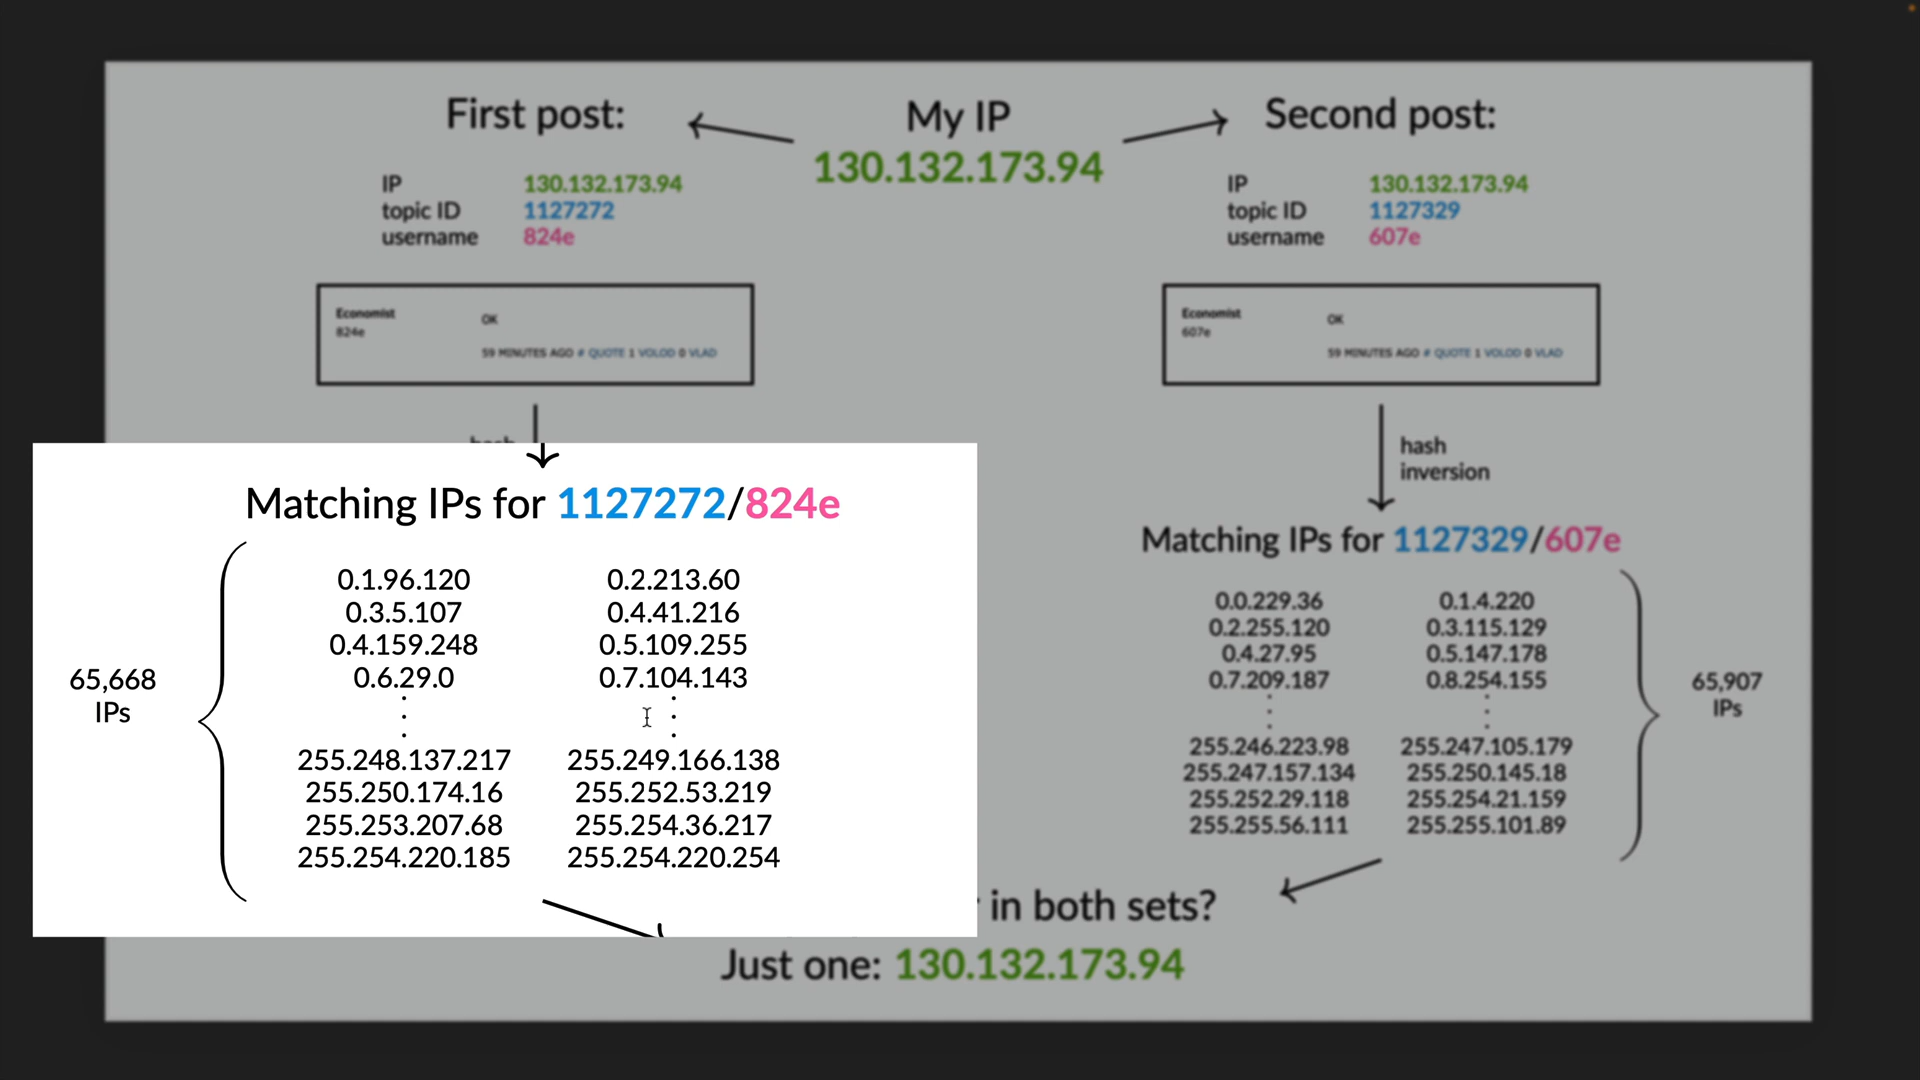 My IP
130.132.173.94
First post:
IP 130.132.173.94
topic ID 1127272
username 824e
Economist
824e
OK
59 MINUTES AGO # QUOTE 1 VOLOD 0 VLAD
Matching IPs for 1127272/824e
0.1.96.120 0.2.213.60
0.3.5.107 0.4.41.216
0.4.159.248 0.5.109.255
0.6.29.0 0.7.104.143
255.248.137.217 255.249.166.138
255.250.174.16 255.252.53.219
255.253.207.68 255.254.36.217
255.254.220.185 255.254.220.254
65,668
IPs
Second post:
IP 130.132.173.94
topic ID 1127329
username 607e
Economist
607e
OK
59 MINUTES AGO # QUOTE 1 VOLOD 0 VLAD
hash
inversion
Matching IPs for 1127329/607e
0.0.229.36 0.1.4.220
0.2.255.120 0.3.115.129
0.4.27.95 0.5.147.178
0.7.209.187 0.8.254.155
255.246.223.98 255.247.105.179
255.247.157.134 255.250.145.18
255.252.29.118 255.254.21.159
255.255.56.111 255.255.101.89
65,907
IPs
in both sets?
Just one: 130.132.173.94